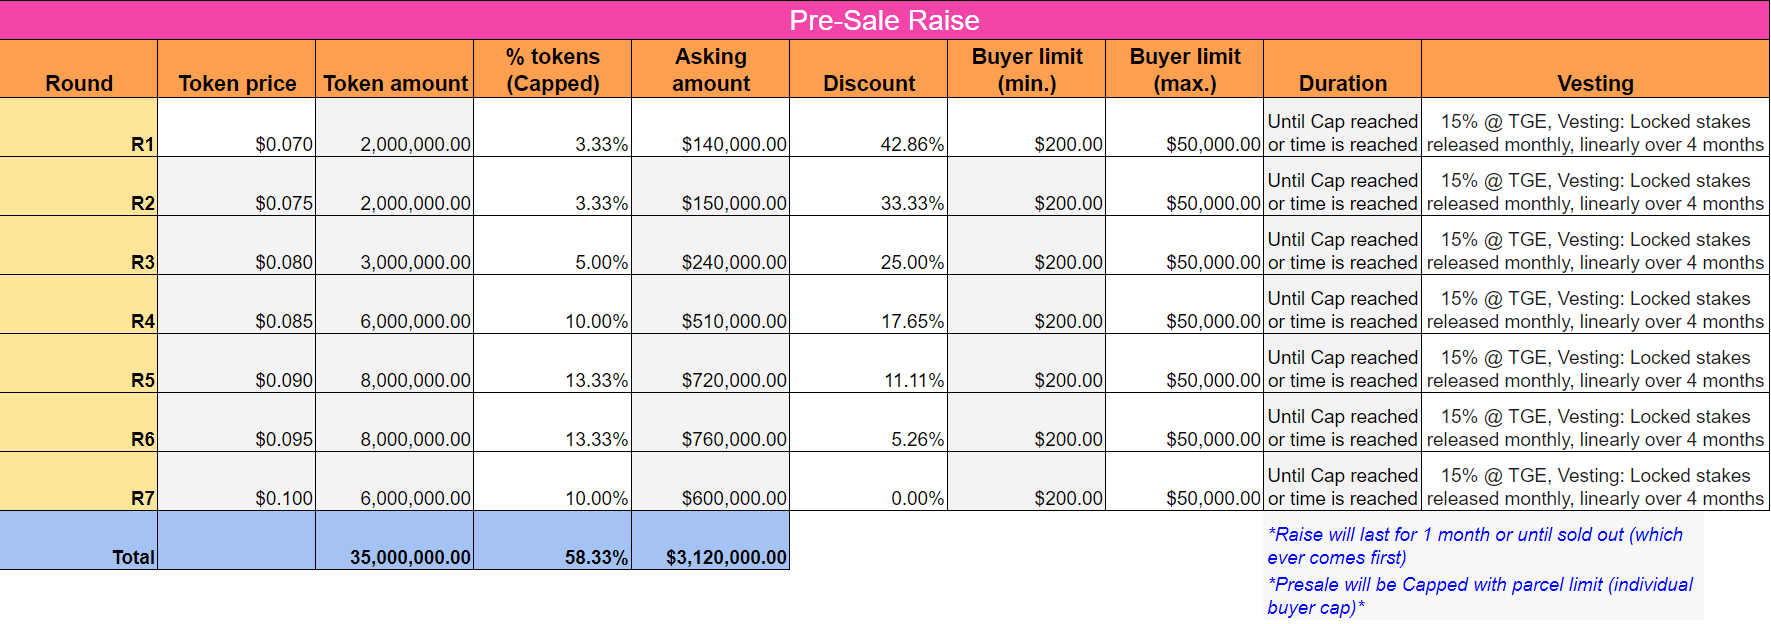 Pre-Sale Raise
Round Token price Token amount % tokens (Capped) Asking amount Discount Buyer limit (min.) Buyer limit (max.) Duration Vesting
R1 $0.070 2,000,000.00 3.33% $140,000.00 42.86% $200.00 $50,000.00 Until Cap reached or time is reached 15% @ TGE, Vesting: Locked stakes released monthly, linearly over 4 months
R2 $0.075 2,000,000.00 3.33% $150,000.00 33.33% $200.00 $50,000.00 Until Cap reached or time is reached 15% @ TGE, Vesting: Locked stakes released monthly, linearly over 4 months
R3 $0.080 3,000,000.00 5.00% $240,000.00 25.00% $200.00 $50,000.00 Until Cap reached or time is reached 15% @ TGE, Vesting: Locked stakes released monthly, linearly over 4 months
R4 $0.085 6,000,000.00 10.00% $510,000.00 17.65% $200.00 $50,000.00 Until Cap reached or time is reached 15% @ TGE, Vesting: Locked stakes released monthly, linearly over 4 months
R5 $0.090 8,000,000.00 13.33% $720,000.00 11.11% $200.00 $50,000.00 Until Cap reached or time is reached 15% @ TGE, Vesting: Locked stakes released monthly, linearly over 4 months
R6 $0.095 8,000,000.00 13.33% $760,000.00 5.26% $200.00 $50,000.00 Until Cap reached or time is reached 15% @ TGE, Vesting: Locked stakes released monthly, linearly over 4 months
R7 $0.100 6,000,000.00 10.00% $600,000.00 0.00% $200.00 $50,000.00 Until Cap reached or time is reached 15% @ TGE, Vesting: Locked stakes released monthly, linearly over 4 months
Total 35,000,000.00 58.33% $3,120,000.00
*Raise will last for 1 month or until sold out (which
ever comes first)
*Presale will be Capped with parcel limit (individual
buyer cap)*